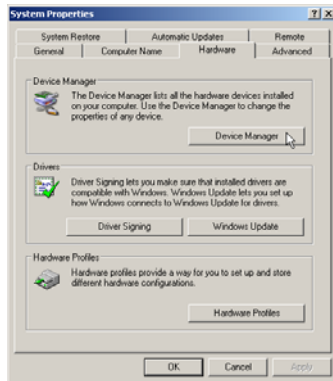 System Properties
System Restore Automatic Updates Remote
General Computer Name Hardware Advanced
Device Manager
The Device Manager lists all the hardware devices installed
on your computer. Use the Device Manager to change the
properties of any device.
Device Manager
Drivers
Driver Signing lets you make sure that installed drivers are
compatible with Windows. Windows Update lets you set up
how Windows connects to Windows Update for drivers.
Driver Signing Windows Update
Hardware Profiles
Hardware profiles provide a way for you to set up and store
different hardware configurations.
Hardware Profiles
OK Cancel Apply